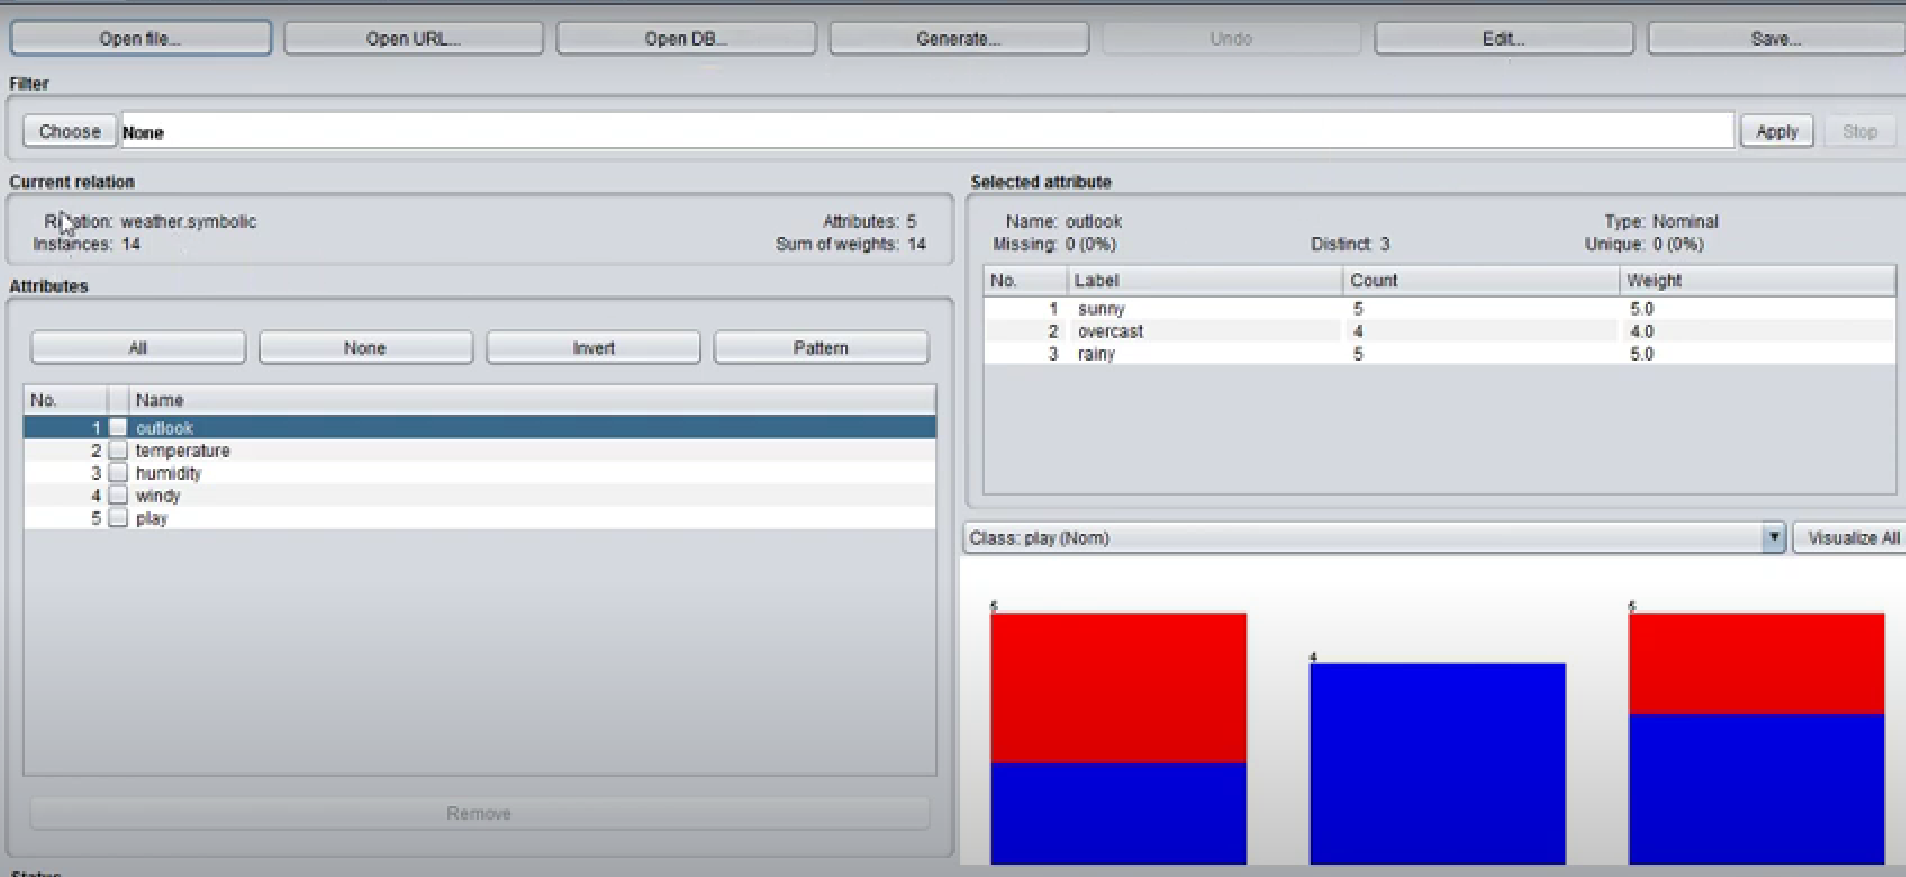 Open file... Open URL... Open DB... Generate... Undo Edit... Save...
Filter
Choose None Apply Stop
Current relation
Relation: weather.symbolic Attributes: 5
Instances: 14 Sum of weights: 14
Selected attribute
Name: outlook Type: Nominal
Missing: 0 (0%) Distinct: 3 Unique: 0 (0%)
No. Label Count Weight
1 sunny 5 5.0
2 overcast 4 4.0
3 rainy 5 5.0
Attributes
All None Invert Pattern
No. Name
1 outlook
2 temperature
3 humidity
4 windy
5 play
Remove
Class: play (Nom) Visualize All
5 4 5
Status